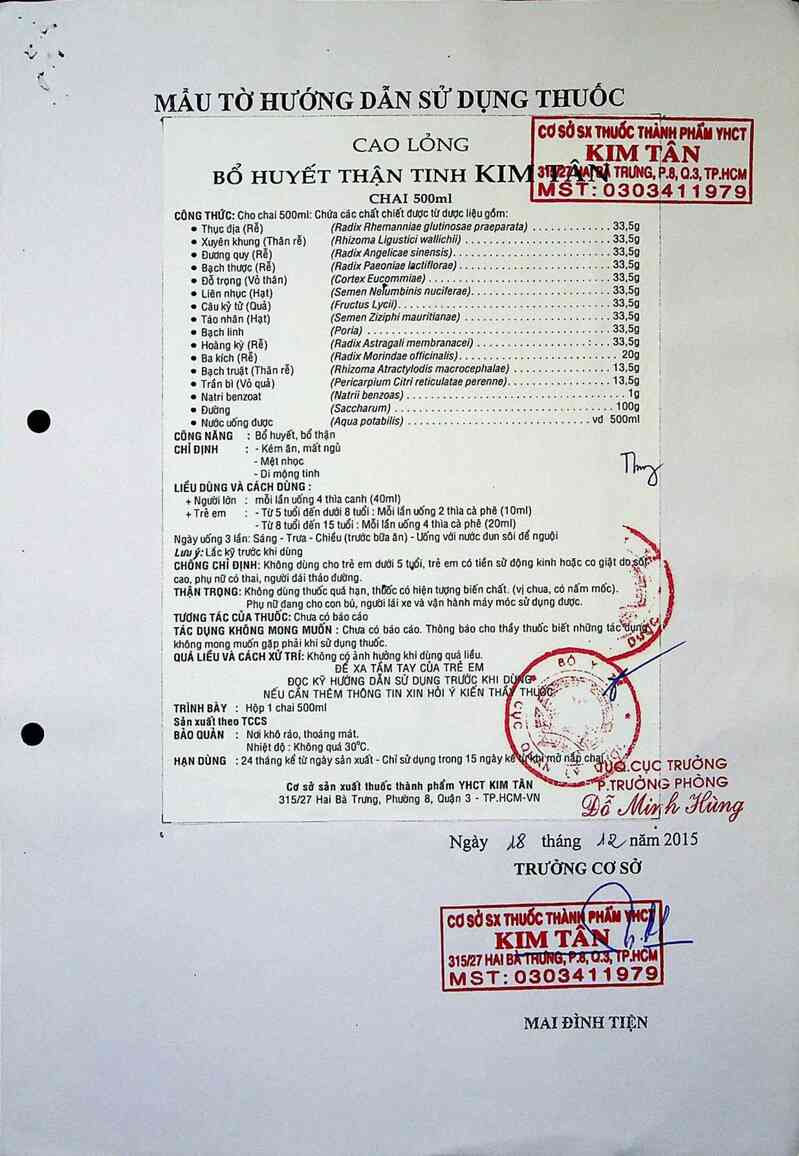 MẪU TỜ HƯỚNG DẪN SỬ DỤNG THUỐC
CƠ SỞ SX THUỐC THÀNH PHẨM YHCT
KIM TÂN
315/27 HAI BÀ TRƯNG, P.8, Q.3, TP.HCM
MST: 0303411979
CAO LỎNG
BỔ HUYẾT THẬN TINH KIM TÂN
CHAI 500ml
CÔNG THỨC: Cho chai 500ml: Chứa các chất chiết được từ dược liệu gồm:
• Thục địa (Rễ) (Radix Rhemanniae glutinosae praeparata) ............. 33,5g
• Xuyên khung (Thân rễ) (Rhizoma Ligustici wallichii) ............. 33,5g
• Đương quy (Rễ) (Radix Angelicae sinensis) ............. 33,5g
• Bạch thược (Rễ) (Radix Paeoniae lactiflorae) ............. 33,5g
• Đỗ trọng (Vỏ thân) (Cortex Eucommiae) ............. 33,5g
• Liên nhục (Hạt) (Semen Nelumbinis nuciferae) ............. 33,5g
• Câu kỷ tử (Quả) (Fructus Lycii) ............. 33,5g
• Táo nhân (Hạt) (Semen Ziziphi mauritianae) ............. 33,5g
• Bạch linh (Poria) ............. 33,5g
• Hoàng kỳ (Rễ) (Radix Astragali membranacei) ............. 33,5g
• Ba kích (Rễ) (Radix Morindae officinalis) ............. 20g
• Bạch truật (Thân rễ) (Rhizoma Atractylodis macrocephalae) ............. 13,5g
• Trần bì (Vỏ quả) (Pericarpium Citri reticulatae perenne) ............. 13,5g
• Natri benzoat (Natrii benzoas) ............. 1g
• Đường (Saccharum) ............. 100g
• Nước uống được (Aqua potabilis) ............. vđ 500ml
CÔNG NĂNG : Bổ huyết, bổ thận
CHỈ ĐỊNH : - Kém ăn, mất ngủ
- Mệt nhọc
- Di mộng tinh
LIỀU DÙNG VÀ CÁCH DÙNG :
+ Người lớn : mỗi lần uống 4 thìa canh (40ml)
+ Trẻ em : - Từ 5 tuổi đến dưới 8 tuổi : Mỗi lần uống 2 thìa cà phê (10ml)
- Từ 8 tuổi đến 15 tuổi : Mỗi lần uống 4 thìa cà phê (20ml)
Ngày uống 3 lần: Sáng - Trưa - Chiều (trước bữa ăn) - Uống với nước đun sôi để nguội
Lưu ý: Lắc kỹ trước khi dùng
CHỐNG CHỈ ĐỊNH: Không dùng cho trẻ em dưới 5 tuổi, trẻ em có tiền sử động kinh hoặc co giật do sốt
cao, phụ nữ có thai, người đái tháo đường.
THẬN TRỌNG: Không dùng thuốc quá hạn, thuốc có hiện tượng biến chất. (vị chua, có nấm mốc).
Phụ nữ đang cho con bú, người lái xe và vận hành máy móc sử dụng được.
TƯƠNG TÁC CỦA THUỐC: Chưa có báo cáo
TÁC DỤNG KHÔNG MONG MUỐN : Chưa có báo cáo. Thông báo cho thầy thuốc biết những tác dụng
không mong muốn gặp phải khi sử dụng thuốc.
QUÁ LIỀU VÀ CÁCH XỬ TRÍ: Không có ảnh hưởng khi dùng quá liều.
ĐỂ XA TẦM TAY CỦA TRẺ EM
ĐỌC KỸ HƯỚNG DẪN SỬ DỤNG TRƯỚC KHI DÙNG
NẾU CẦN THÊM THÔNG TIN XIN HỎI Ý KIẾN THẦY THUỐC
TRÌNH BÀY : Hộp 1 chai 500ml
Sản xuất theo TCCS
BẢO QUẢN : Nơi khô ráo, thoáng mát.
Nhiệt độ : Không quá 30°C.
HẠN DÙNG : 24 tháng kể từ ngày sản xuất - Chỉ sử dụng trong 15 ngày kể từ khi mở nắp chai
Cơ sở sản xuất thuốc thành phẩm YHCT KIM TÂN
315/27 Hai Bà Trưng, Phường 8, Quận 3 - TP.HCM-VN
BỘ Y
TUQ.CỤC TRƯỞNG
P.TRƯỞNG PHÒNG
Đỗ Minh Hùng
Ngày 18 tháng 12 năm 2015
TRƯỞNG CƠ SỞ
CƠ SỞ SX THUỐC THÀNH PHẨM YHCT
KIM TÂN
315/27 HAI BÀ TRƯNG, P.8, Q.3, TP.HCM
MST: 0303411979
MAI ĐÌNH TIỆN